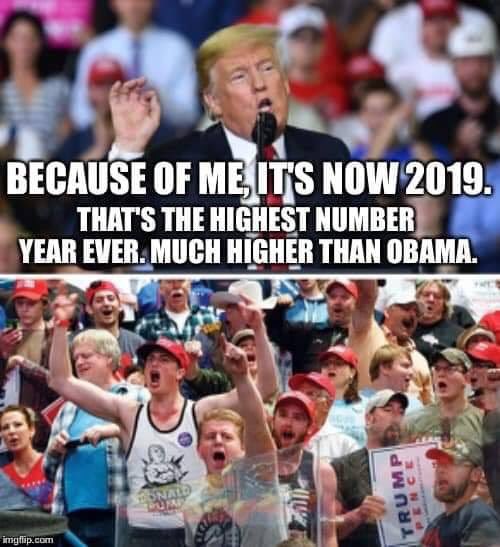 BECAUSE OF ME, IT'S NOW 2019.
THAT'S THE HIGHEST NUMBER
YEAR EVER. MUCH HIGHER THAN OBAMA.
TRUMP
PENCE
imgflip.com